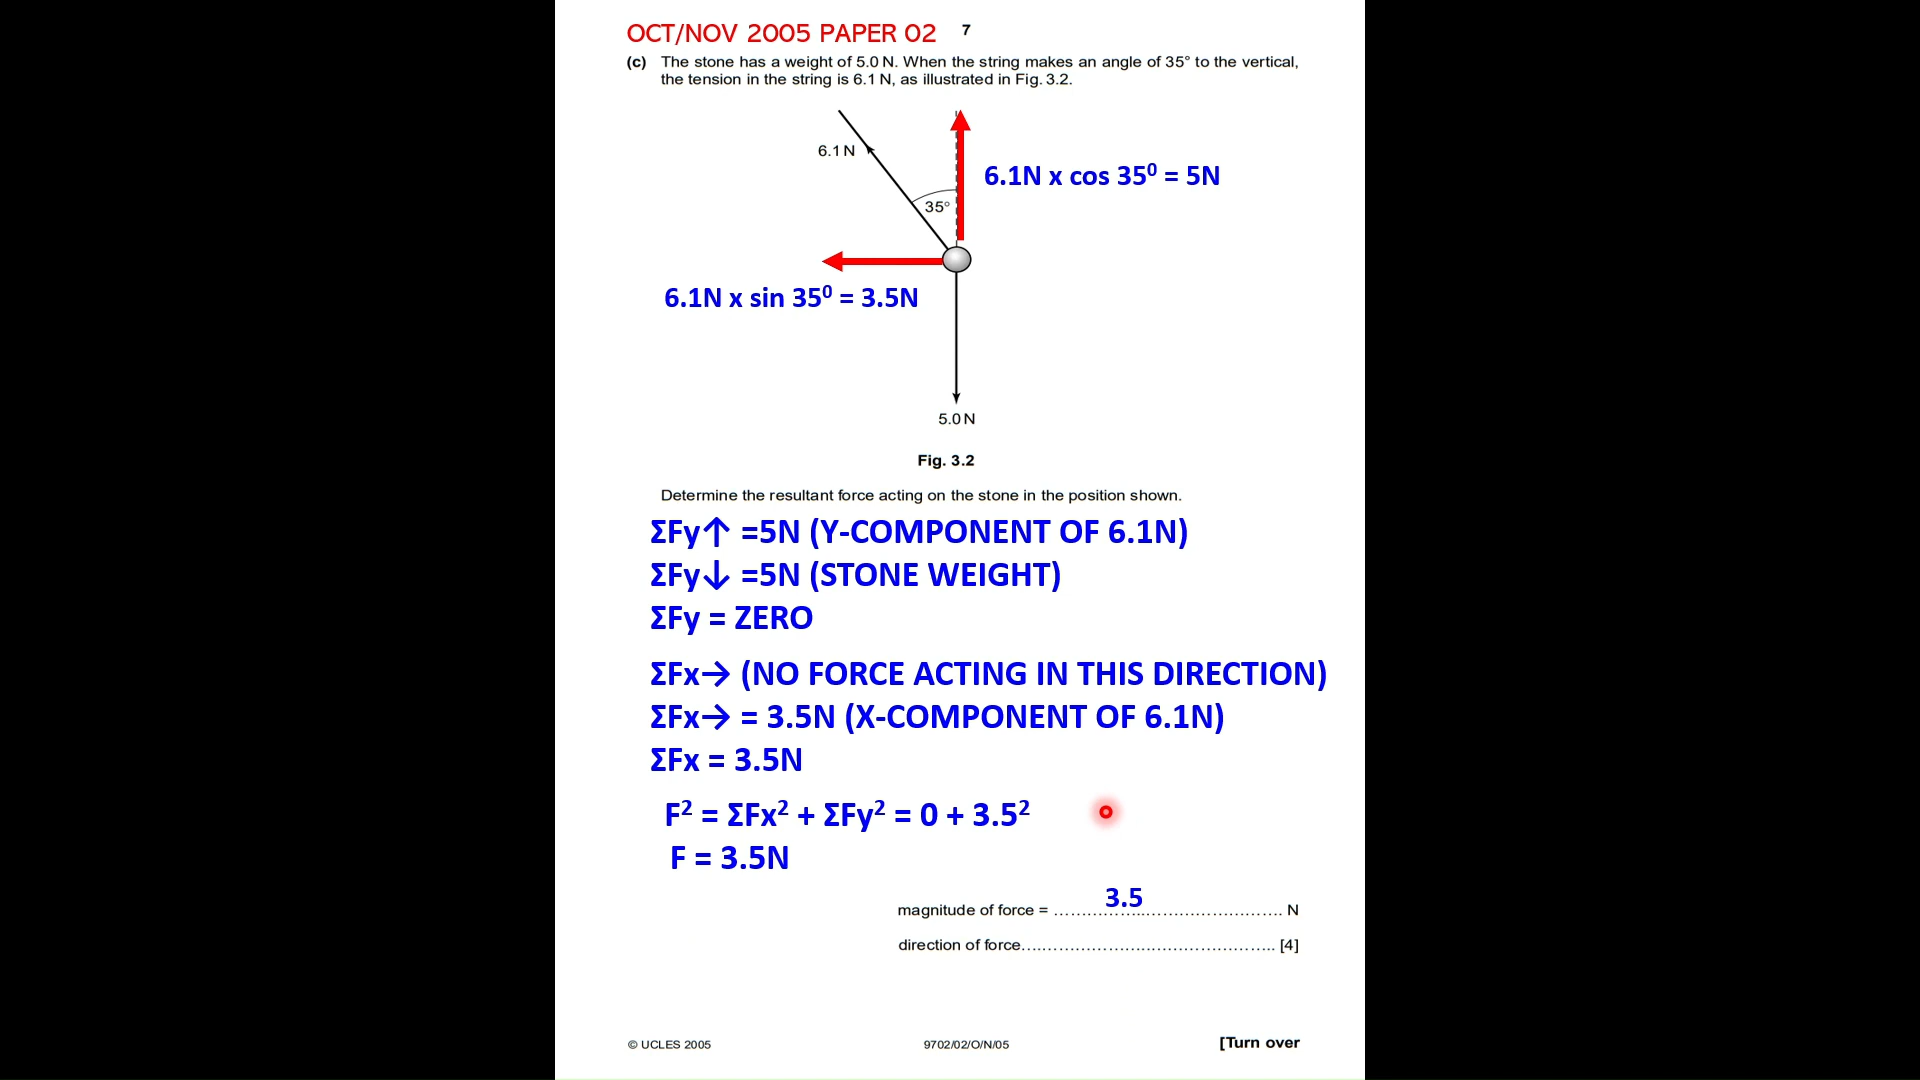 OCT/NOV 2005 PAPER 02 7
(c) The stone has a weight of 5.0 N. When the string makes an angle of 35° to the vertical,
the tension in the string is 6.1 N, as illustrated in Fig. 3.2.
6.1 N
6.1N x cos 35⁰ = 5N
35°
6.1N x sin 35⁰ = 3.5N
5.0 N
Fig. 3.2
Determine the resultant force acting on the stone in the position shown.
ΣFy↑ =5N (Y-COMPONENT OF 6.1N)
ΣFy↓ =5N (STONE WEIGHT)
ΣFy = ZERO
ΣFx→ (NO FORCE ACTING IN THIS DIRECTION)
ΣFx→ = 3.5N (X-COMPONENT OF 6.1N)
ΣFx = 3.5N
F² = ΣFx² + ΣFy² = 0 + 3.5²
F = 3.5N
3.5
magnitude of force = ........................................ N
direction of force............................................. [4]
© UCLES 2005 9702/02/O/N/05 [Turn over